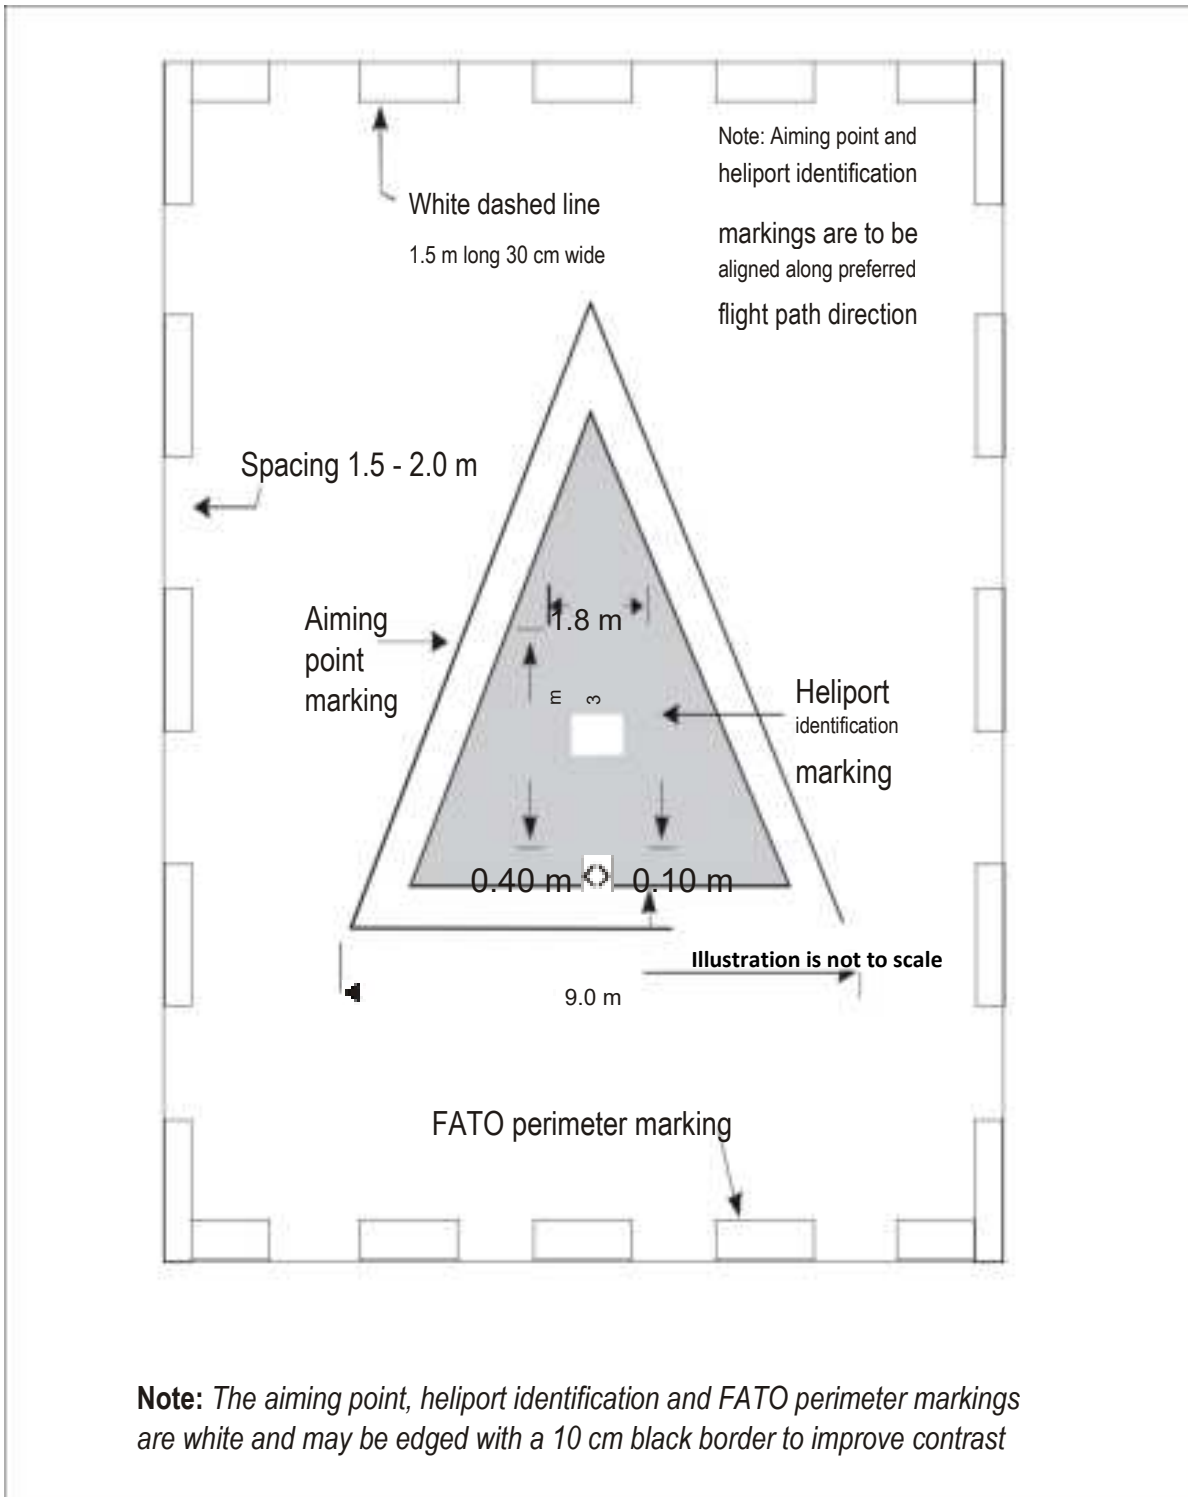 Note: Aiming point and
heliport identification
markings are to be
aligned along preferred
flight path direction
White dashed line
1.5 m long 30 cm wide
Spacing 1.5 - 2.0 m
Aiming
point
marking
1.8 m
m 3
Heliport
identification
marking
0.40 m
0.10 m
Illustration is not to scale
9.0 m
FATO perimeter marking
Note: The aiming point, heliport identification and FATO perimeter markings
are white and may be edged with a 10 cm black border to improve contrast